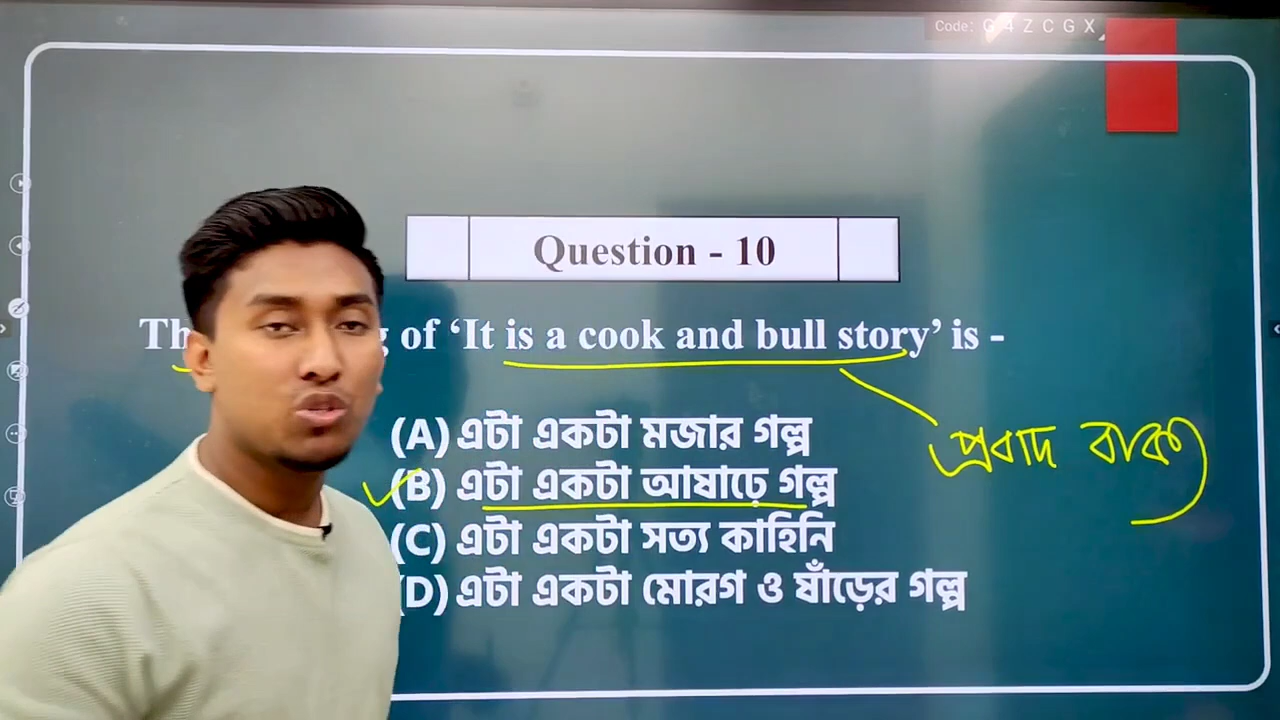 Code: G 4 Z C G X
Question - 10
Th g of ‘It is a cook and bull story’ is -
(A) এটা একটা মজার গল্প
(B) এটা একটা আষাঢ়ে গল্প
(C) এটা একটা সত্য কাহিনি
(D) এটা একটা মোরগ ও ষাঁড়ের গল্প
প্রবাদ বাক্য